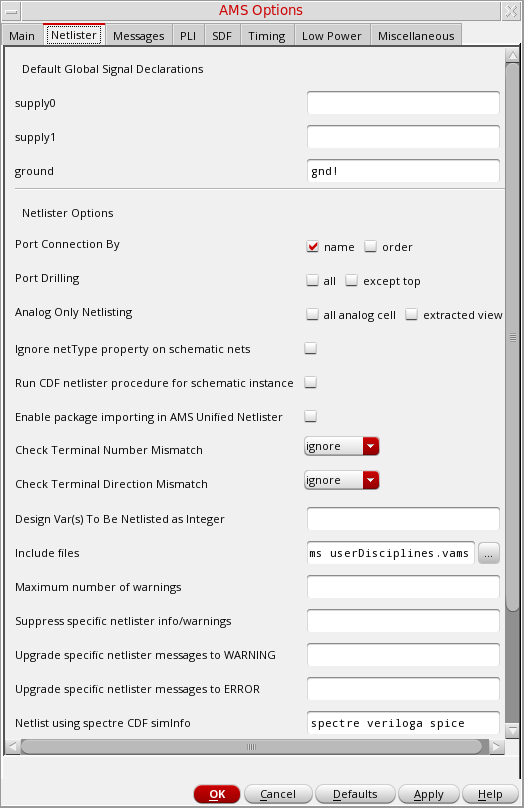 AMS Options
Main Netlister Messages PLI SDF Timing Low Power Miscellaneous
Default Global Signal Declarations
supply0
supply1
ground gnd!
Netlister Options
Port Connection By name order
Port Drilling all except top
Analog Only Netlisting all analog cell extracted view
Ignore netType property on schematic nets
Run CDF netlister procedure for schematic instance
Enable package importing in AMS Unified Netlister
Check Terminal Number Mismatch ignore
Check Terminal Direction Mismatch ignore
Design Var(s) To Be Netlisted as Integer
Include files ms userDisciplines.vams ...
Maximum number of warnings
Suppress specific netlister info/warnings
Upgrade specific netlister messages to WARNING
Upgrade specific netlister messages to ERROR
Netlist using spectre CDF simInfo spectre veriloga spice
OK Cancel Defaults Apply Help